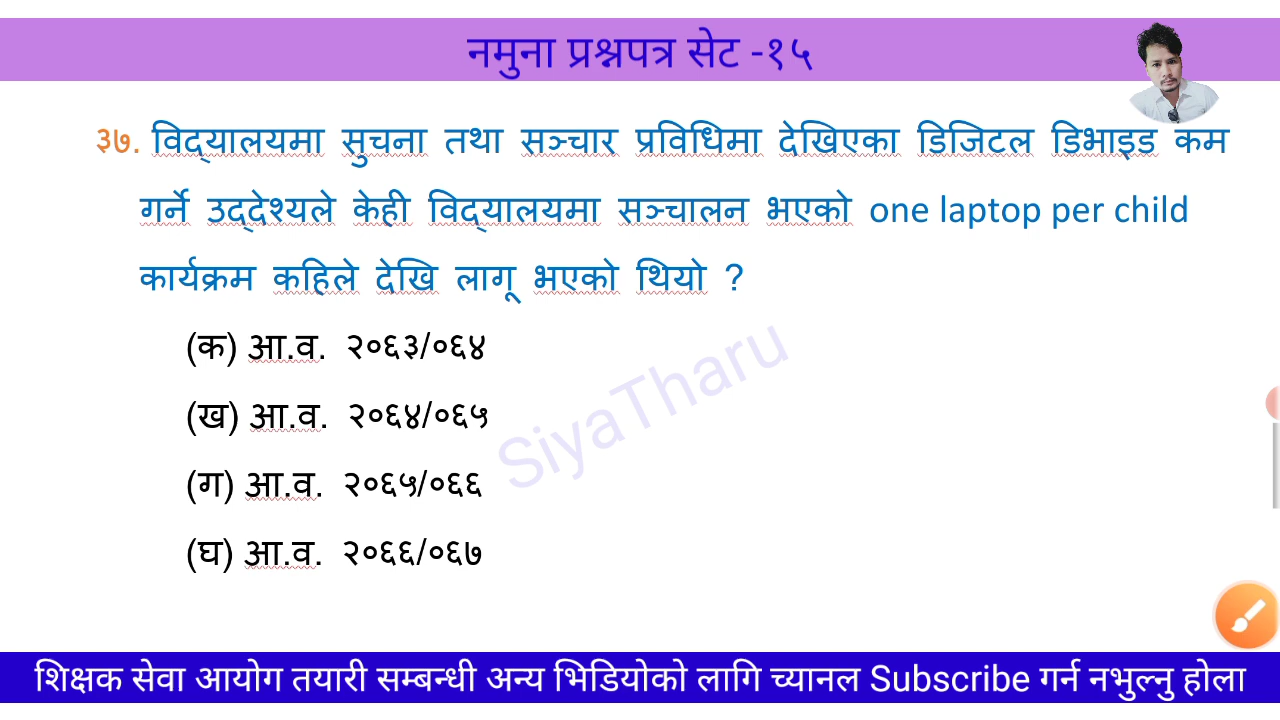 नमुना प्रश्नपत्र सेट -१५
३७. विद्यालयमा सुचना तथा सञ्चार प्रविधिमा देखिएका डिजिटल डिभाइड कम
गर्ने उद्देश्यले केही विद्यालयमा सञ्चालन भएको one laptop per child
कार्यक्रम कहिले देखि लागू भएको थियो ?
(क) आ.व. २०६३/०६४
(ख) आ.व. २०६४/०६५
(ग) आ.व. २०६५/०६६
(घ) आ.व. २०६६/०६७
SiyaTharu
शिक्षक सेवा आयोग तयारी सम्बन्धी अन्य भिडियोको लागि च्यानल Subscribe गर्न नभुल्नु होला